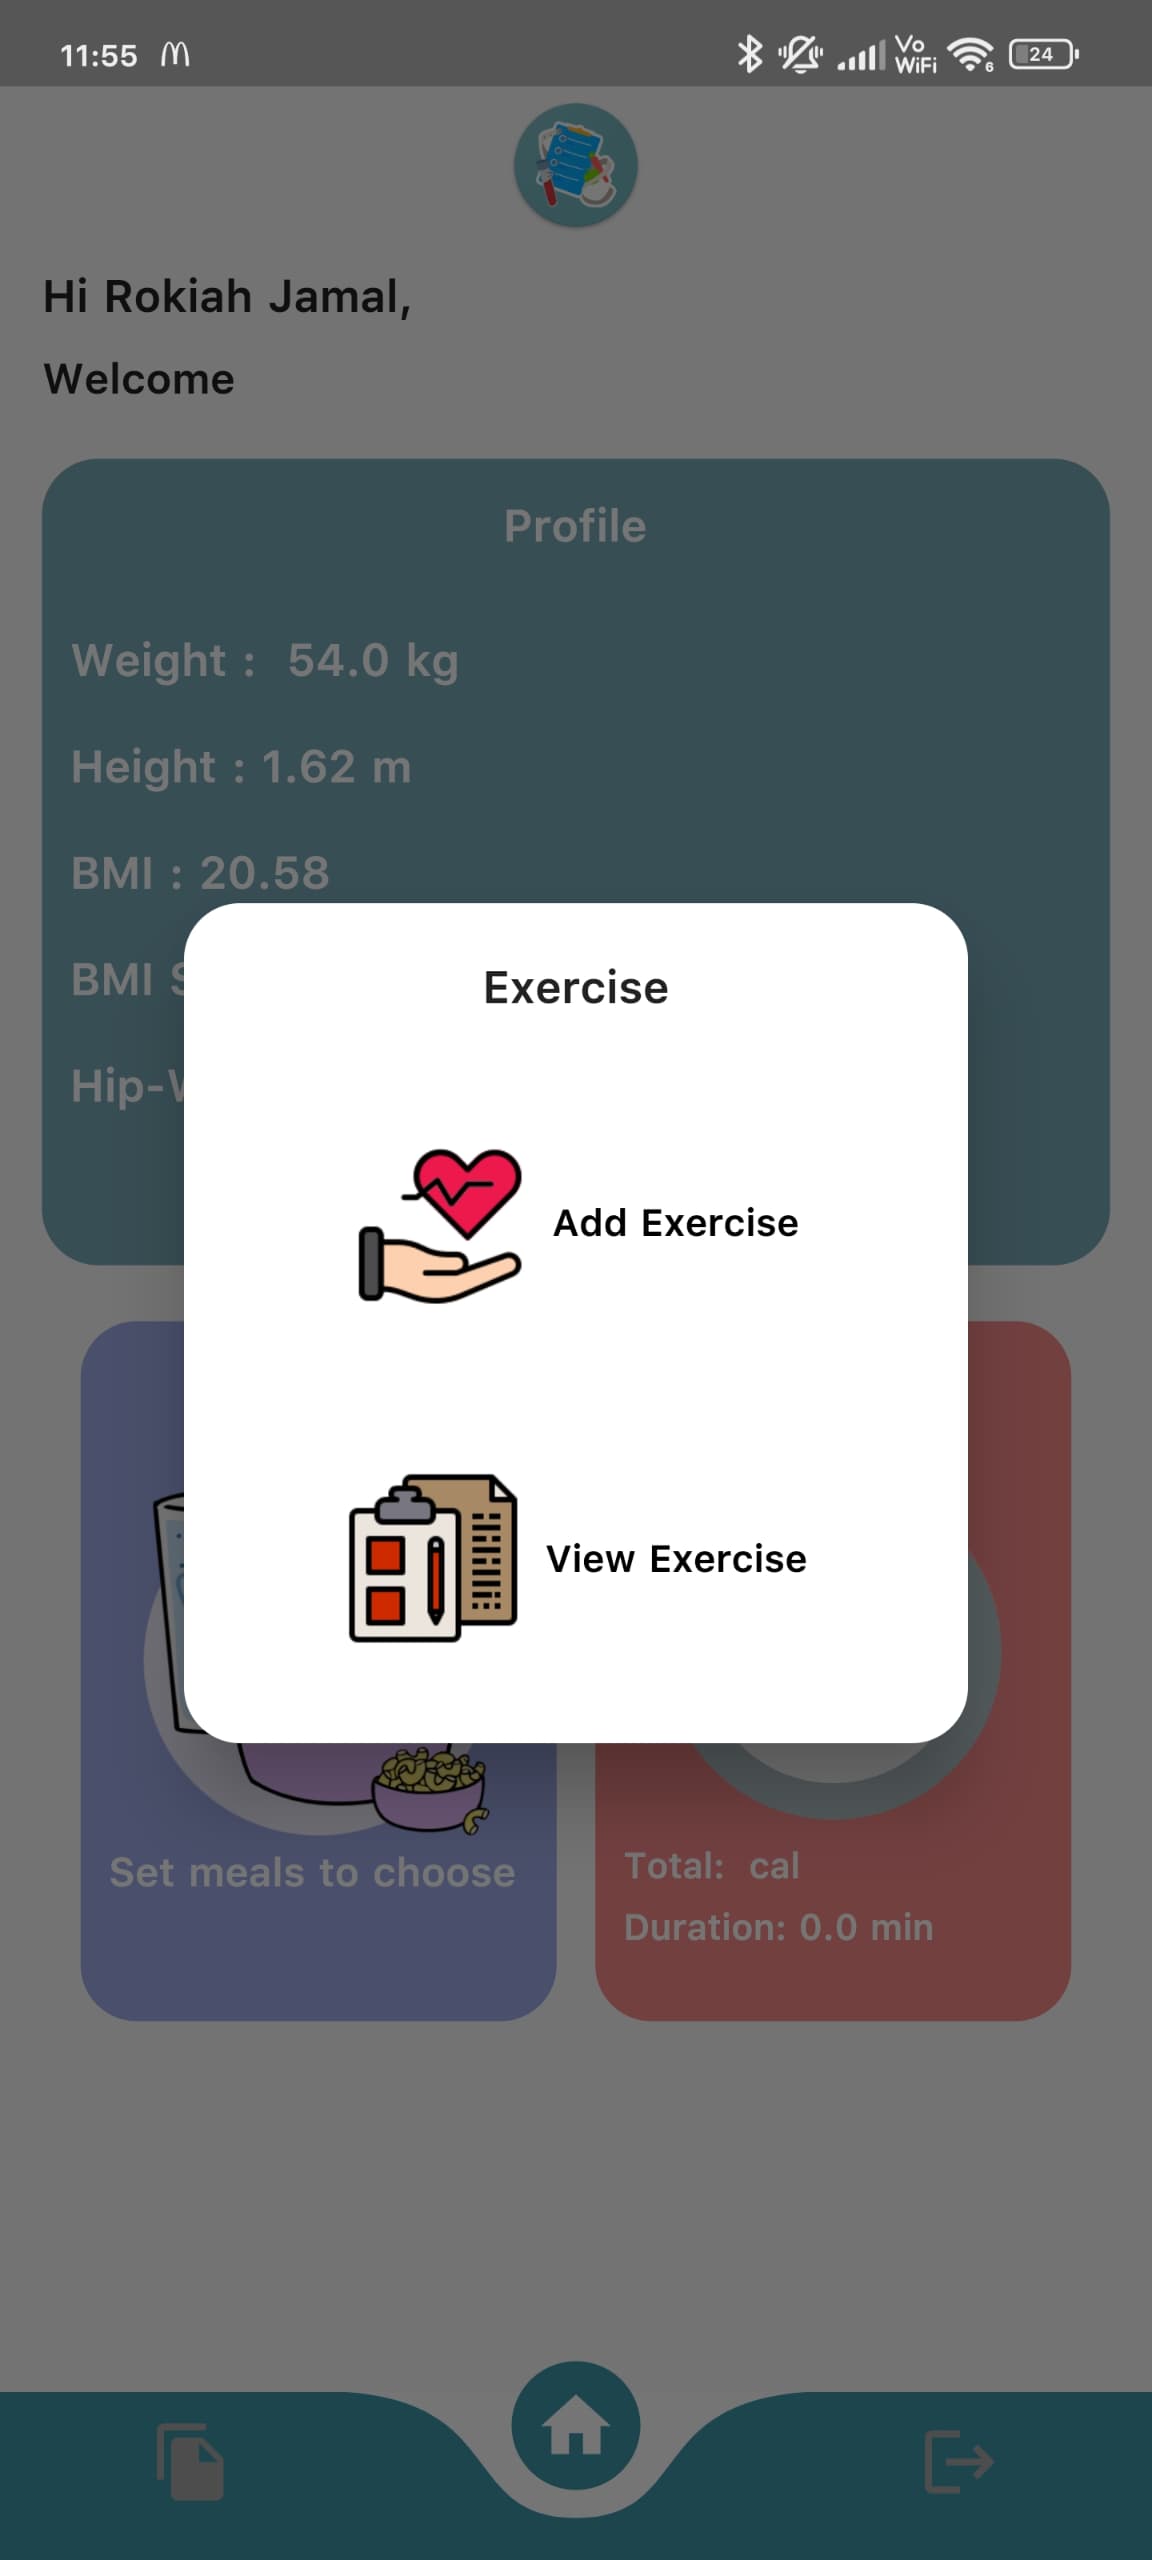 11:55
Vo
WiFi
6
24
Hi Rokiah Jamal,
Welcome
Profile
Weight : 54.0 kg
Height : 1.62 m
BMI : 20.58
BMI
Hip-
Exercise
Add Exercise
View Exercise
Set meals to choose
Total: cal
Duration: 0.0 min